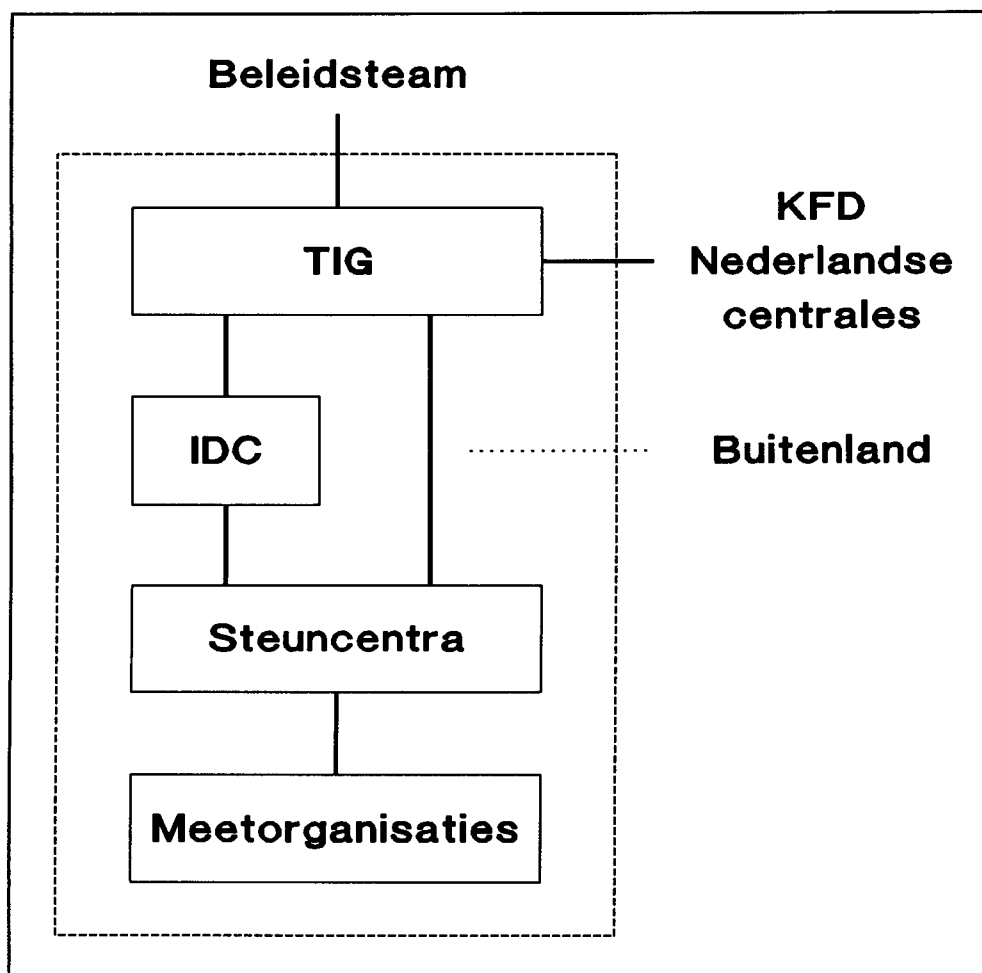 Beleidsteam
TIG
KFD
Nederlandse
centrales
IDC
Buitenland
Steuncentra
Meetorganisaties